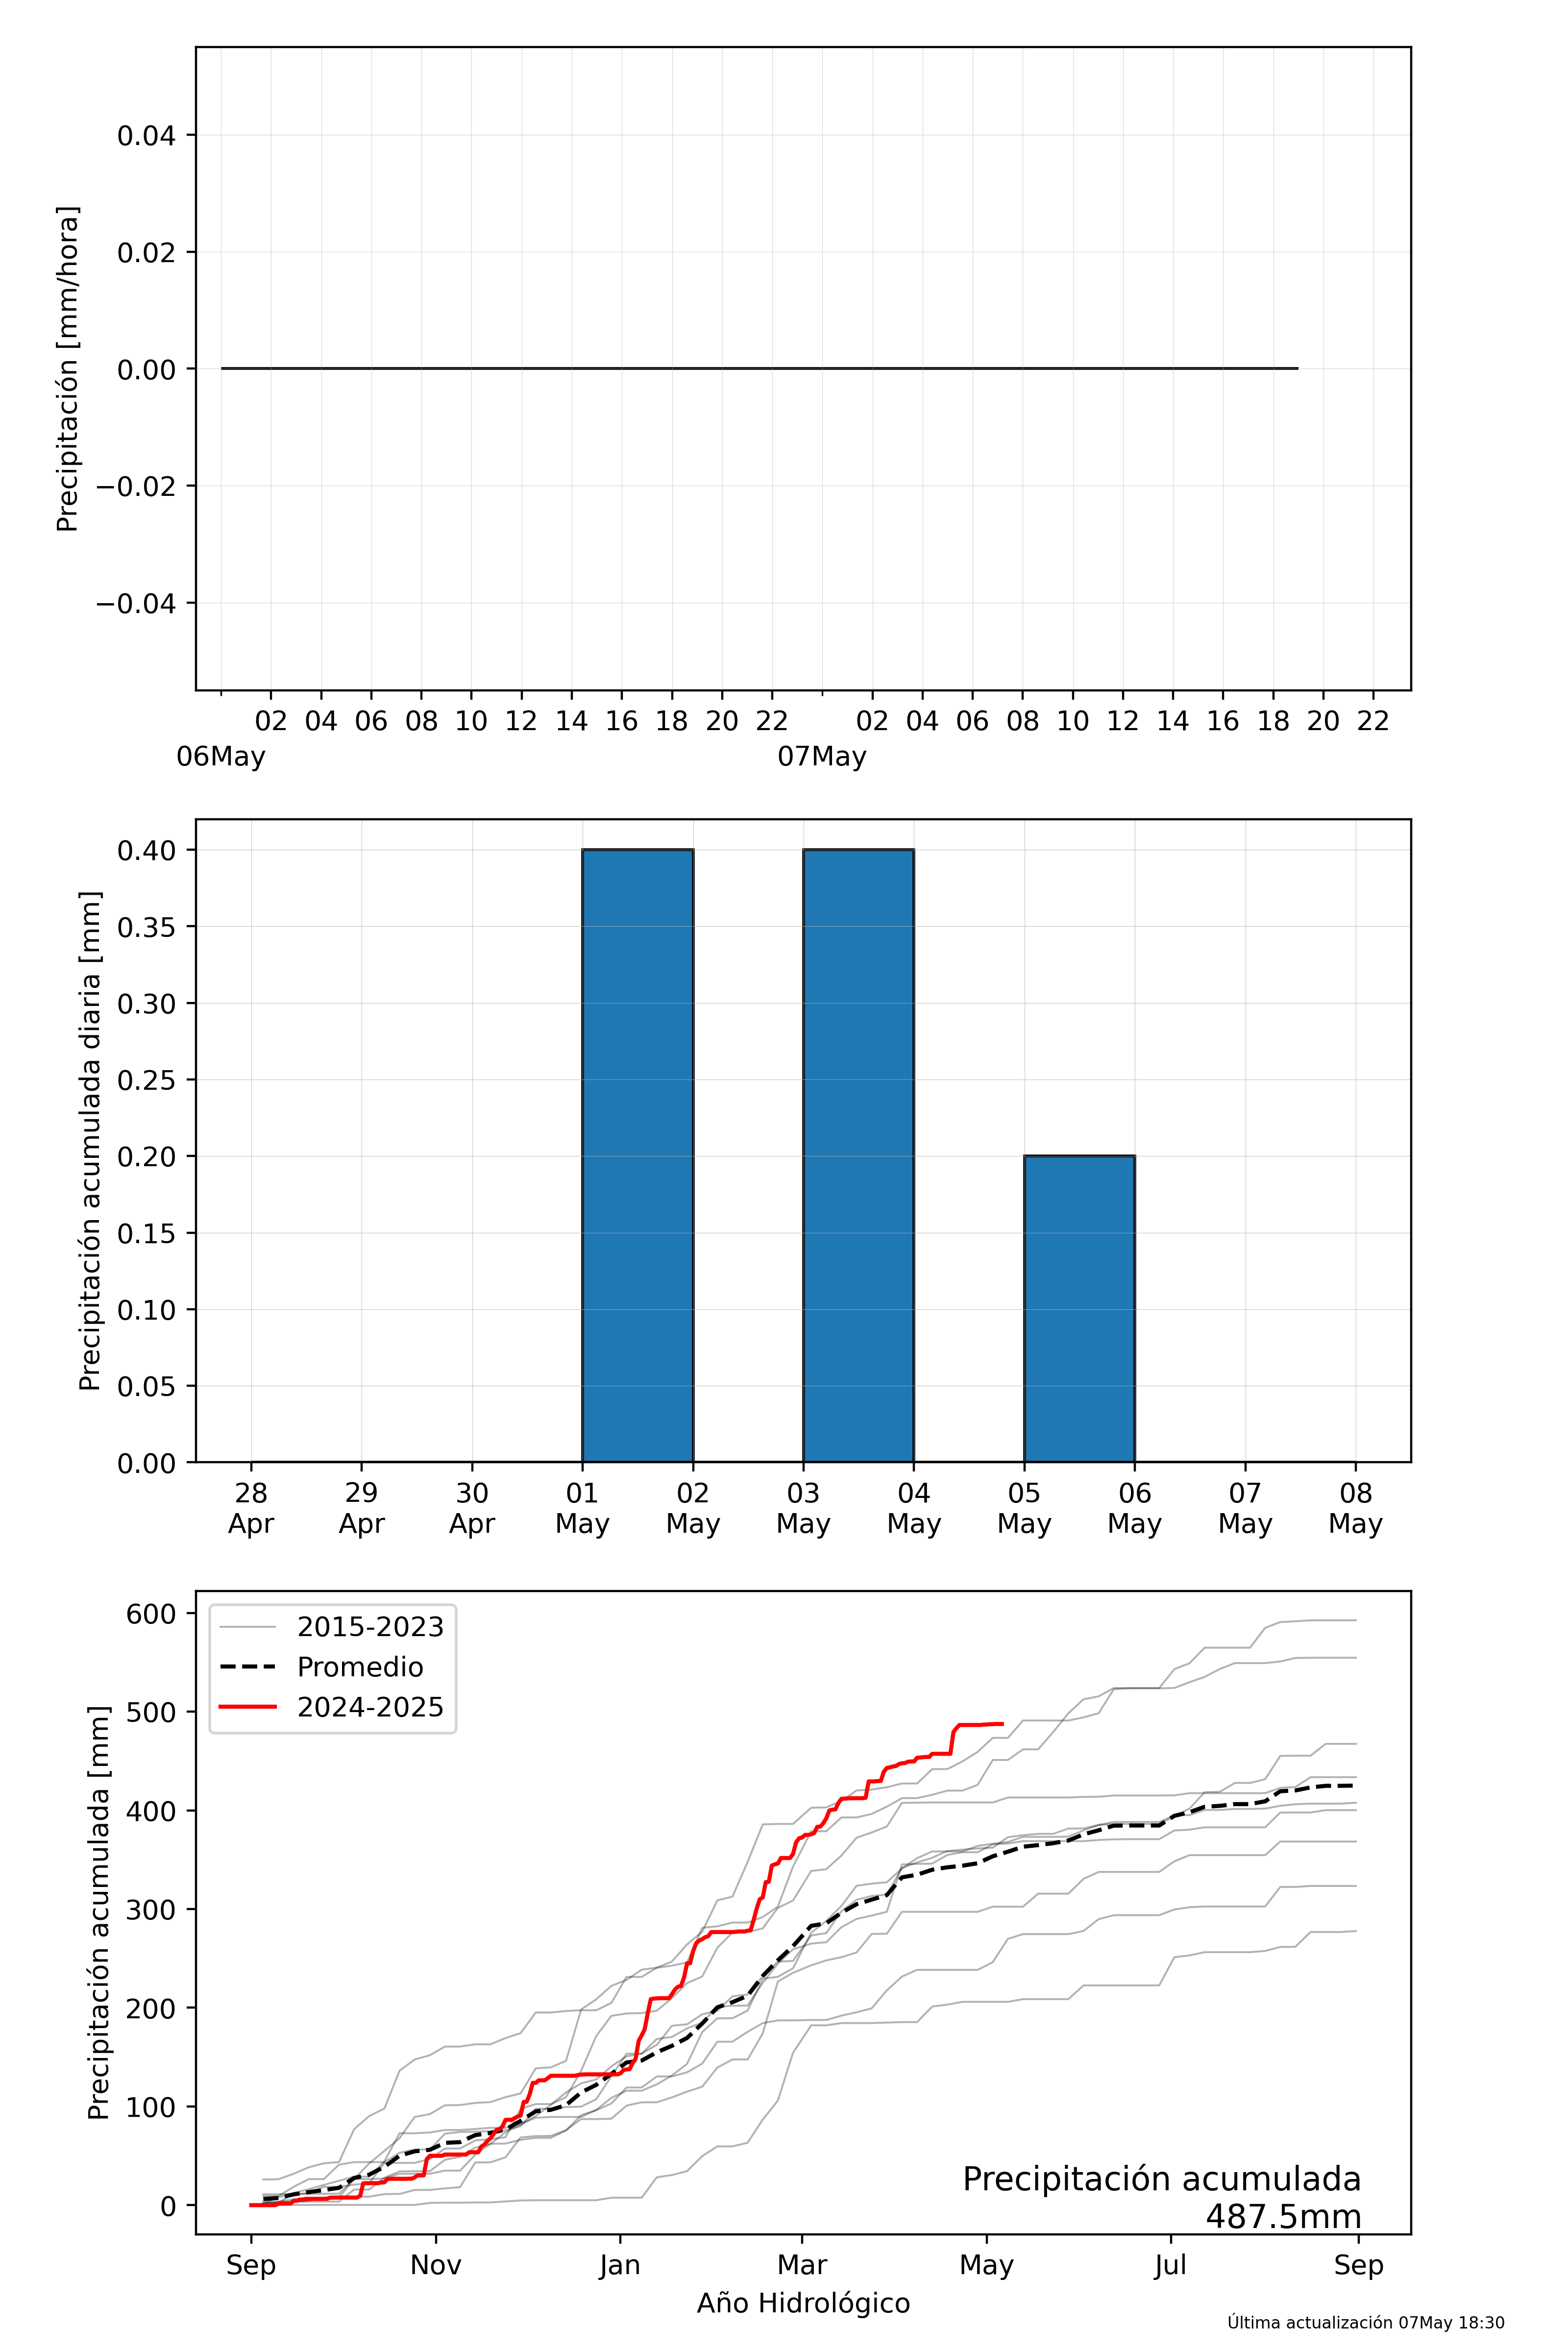 Precipitación [mm/hora]
0.04
0.02
0.00
−0.02
−0.04
02 04 06 08 10 12 14 16 18 20 22 02 04 06 08 10 12 14 16 18 20 22
06May 07May
Precipitación acumulada diaria [mm]
0.40
0.35
0.30
0.25
0.20
0.15
0.10
0.05
0.00
28 29 30 01 02 03 04 05 06 07 08
Apr Apr Apr May May May May May May May May
Precipitación acumulada [mm]
600
500
400
300
200
100
0
2015-2023
Promedio
2024-2025
Precipitación acumulada
487.5mm
Sep Nov Jan Mar May Jul Sep
Año Hidrológico
Última actualización 07May 18:30